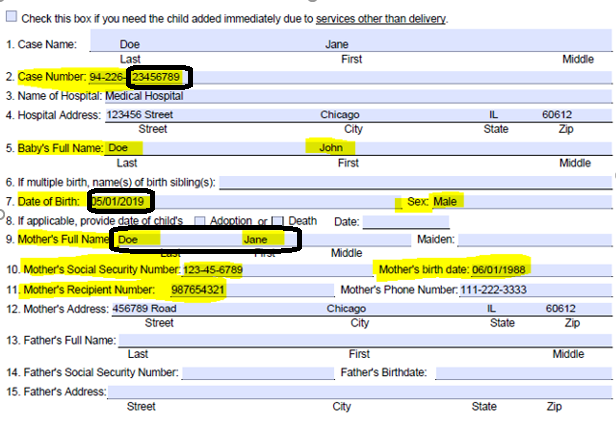 Check this box if you need the child added immediately due to services other than delivery.
1. Case Name: Doe Jane
Last First Middle
2. Case Number: 94-226-23456789
3. Name of Hospital: Medical Hospital
4. Hospital Address: 123456 Street Chicago IL 60612
Street City State Zip
5. Baby's Full Name: Doe John
Last First Middle
6. If multiple birth, name(s) of birth sibling(s):
7. Date of Birth: 05/01/2019 Sex: Male
8. If applicable, provide date of child's Adoption or Death Date:
9. Mother's Full Name: Doe Jane Maiden:
Last First Middle
10. Mother's Social Security Number: 123-45-6789 Mother's birth date: 06/01/1988
11. Mother's Recipient Number: 987654321 Mother's Phone Number: 111-222-3333
12. Mother's Address: 456789 Road Chicago IL 60612
Street City State Zip
13. Father's Full Name:
Last First Middle
14. Father's Social Security Number: Father's Birthdate:
15. Father's Address:
Street City State Zip